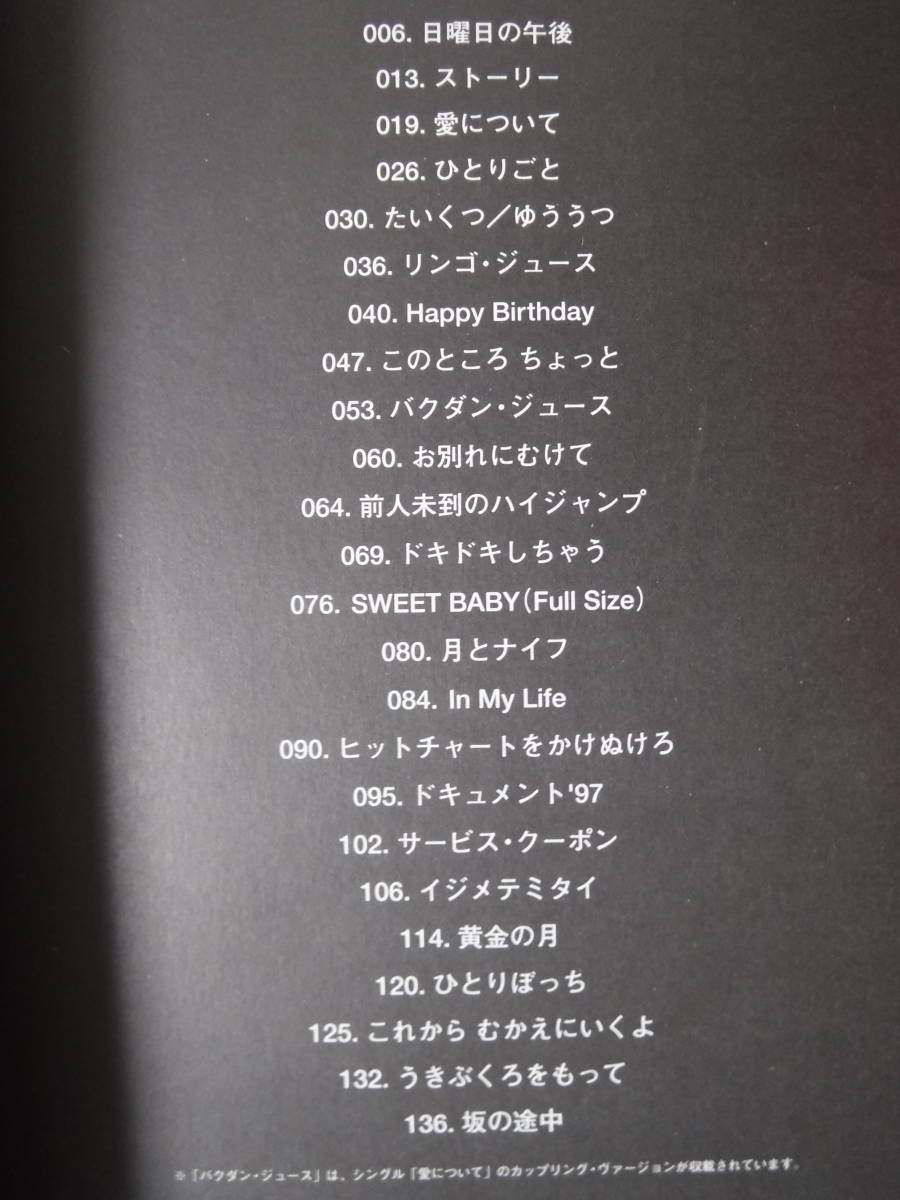 006. 日曜日の午後
013. ストーリー
019. 愛について
026. ひとりごと
030. たいくつ／ゆううつ
036. リンゴ・ジュース
040. Happy Birthday
047. このところ ちょっと
053. バクダン・ジュース
060. お別れにむけて
064. 前人未到のハイジャンプ
069. ドキドキしちゃう
076. SWEET BABY（Full Size）
080. 月とナイフ
084. In My Life
090. ヒットチャートをかけぬけろ
095. ドキュメント'97
102. サービス・クーポン
106. イジメテミタイ
114. 黄金の月
120. ひとりぼっち
125. これから むかえにいくよ
132. うきぶくろをもって
136. 坂の途中
※「バクダン・ジュース」は、シングル「愛について」のカップリング・ヴァージョンが収載されています。